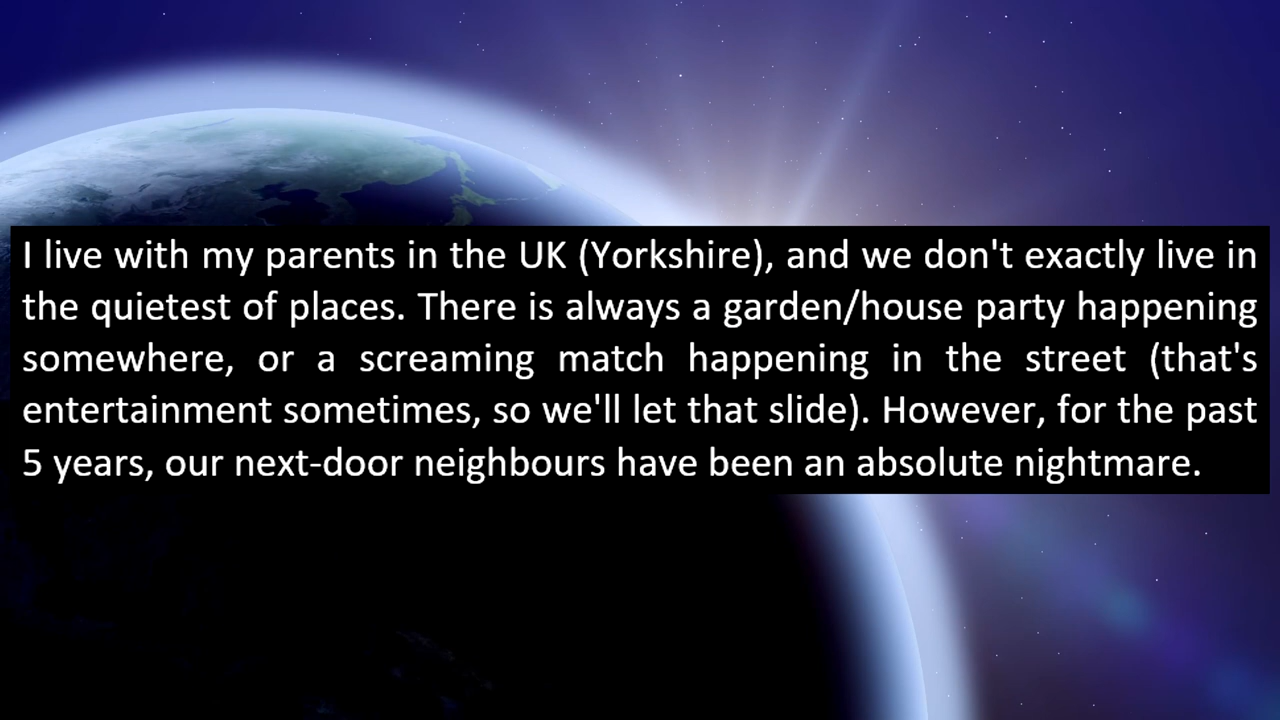 I live with my parents in the UK (Yorkshire), and we don't exactly live in
the quietest of places. There is always a garden/house party happening
somewhere, or a screaming match happening in the street (that's
entertainment sometimes, so we'll let that slide). However, for the past
5 years, our next-door neighbours have been an absolute nightmare.